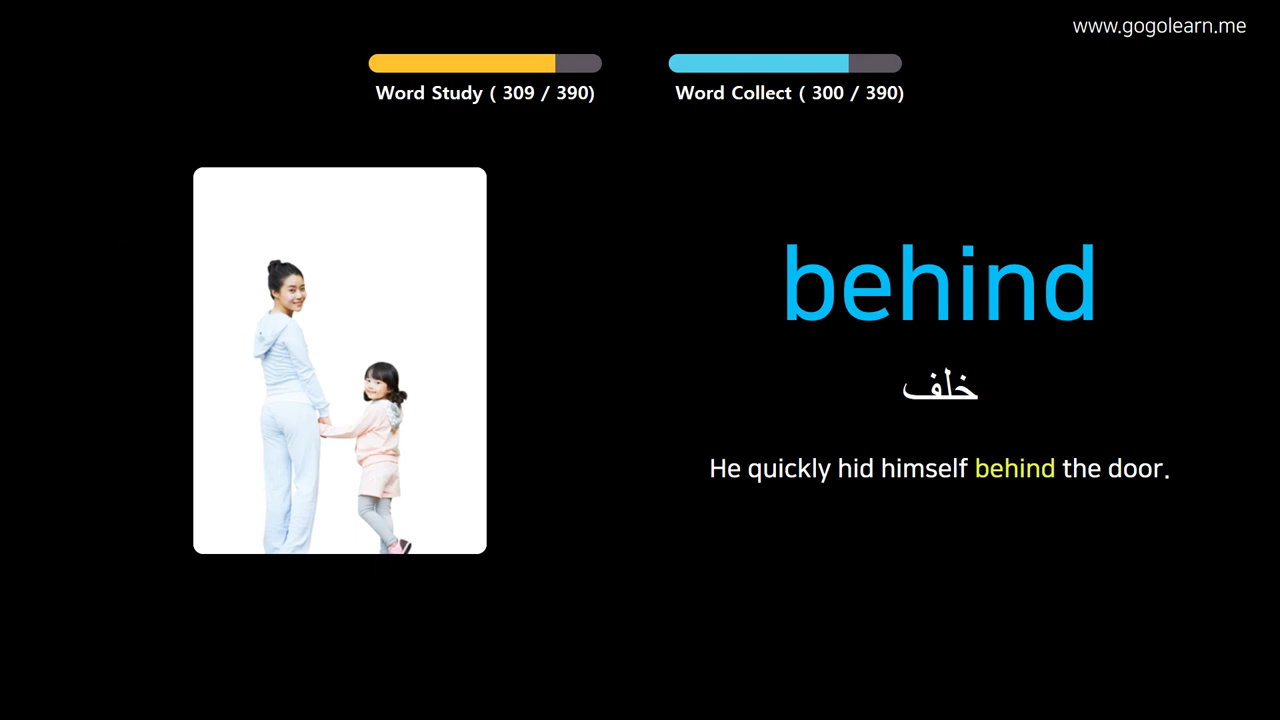 www.gogolearn.me
Word Study ( 309 / 390)
Word Collect ( 300 / 390)
behind
خلف
He quickly hid himself behind the door.